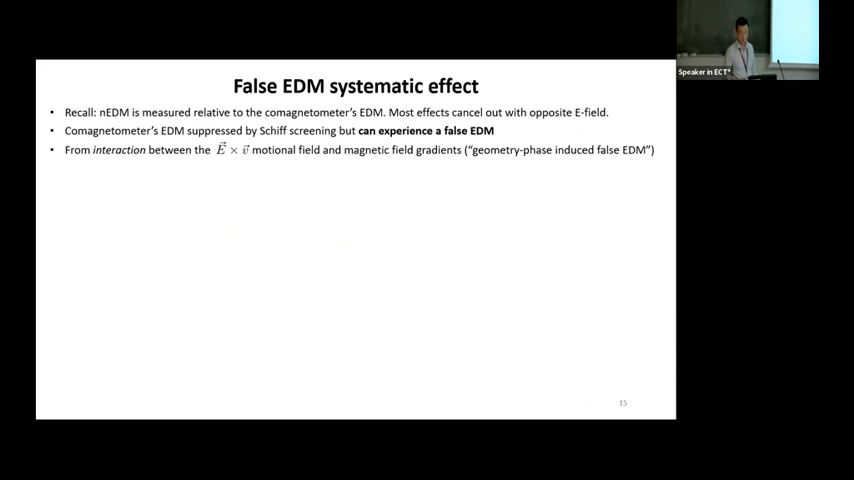 Speaker in ECT*
False EDM systematic effect
• Recall: nEDM is measured relative to the comagnetometer's EDM. Most effects cancel out with opposite E-field.
• Comagnetometer's EDM suppressed by Schiff screening but can experience a false EDM
• From interaction between the E⃗ × v⃗ motional field and magnetic field gradients ("geometry-phase induced false EDM")
15